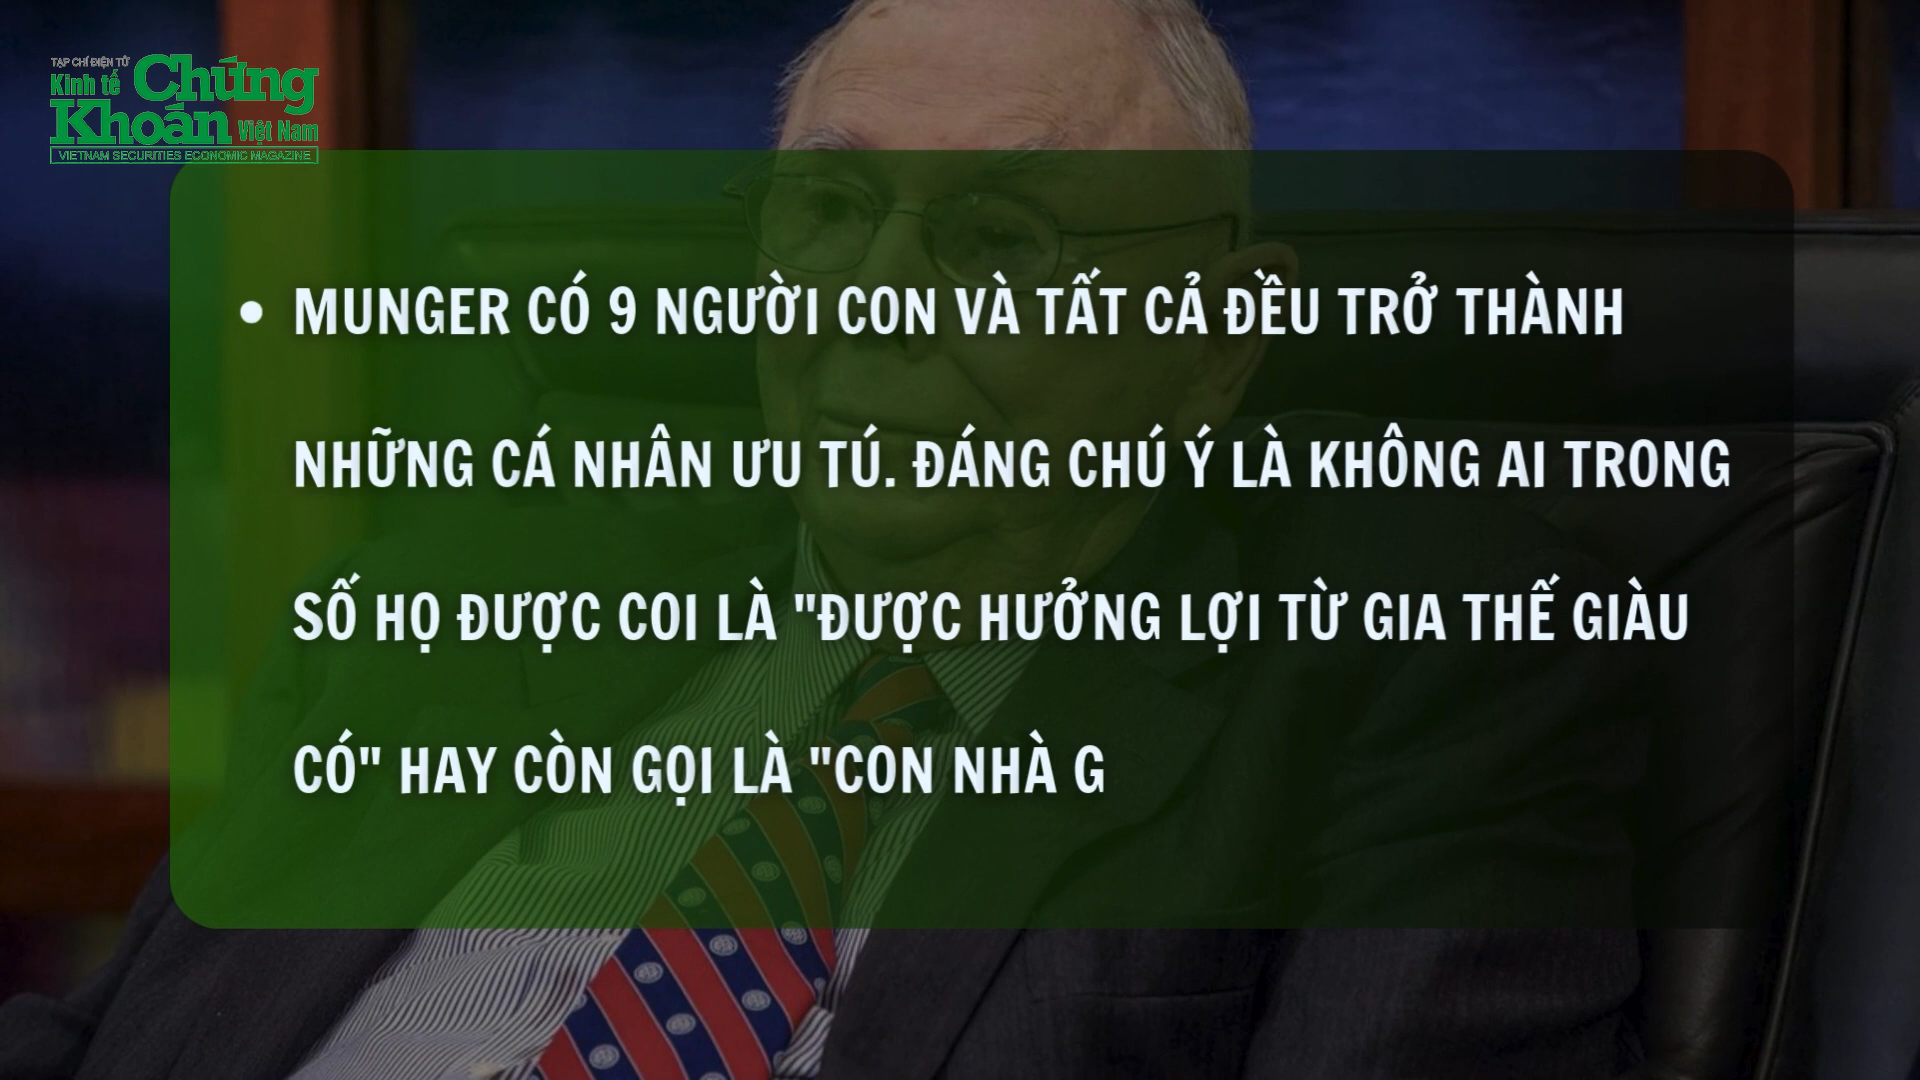 TẠP CHÍ ĐIỆN TỬ
Kinh tế Chứng
Khoán Việt Nam
VIETNAM SECURITIES ECONOMIC MAGAZINE
• MUNGER CÓ 9 NGƯỜI CON VÀ TẤT CẢ ĐỀU TRỞ THÀNH
NHỮNG CÁ NHÂN ƯU TÚ. ĐÁNG CHÚ Ý LÀ KHÔNG AI TRONG
SỐ HỌ ĐƯỢC COI LÀ "ĐƯỢC HƯỞNG LỢI TỪ GIA THẾ GIÀU
CÓ" HAY CÒN GỌI LÀ "CON NHÀ G